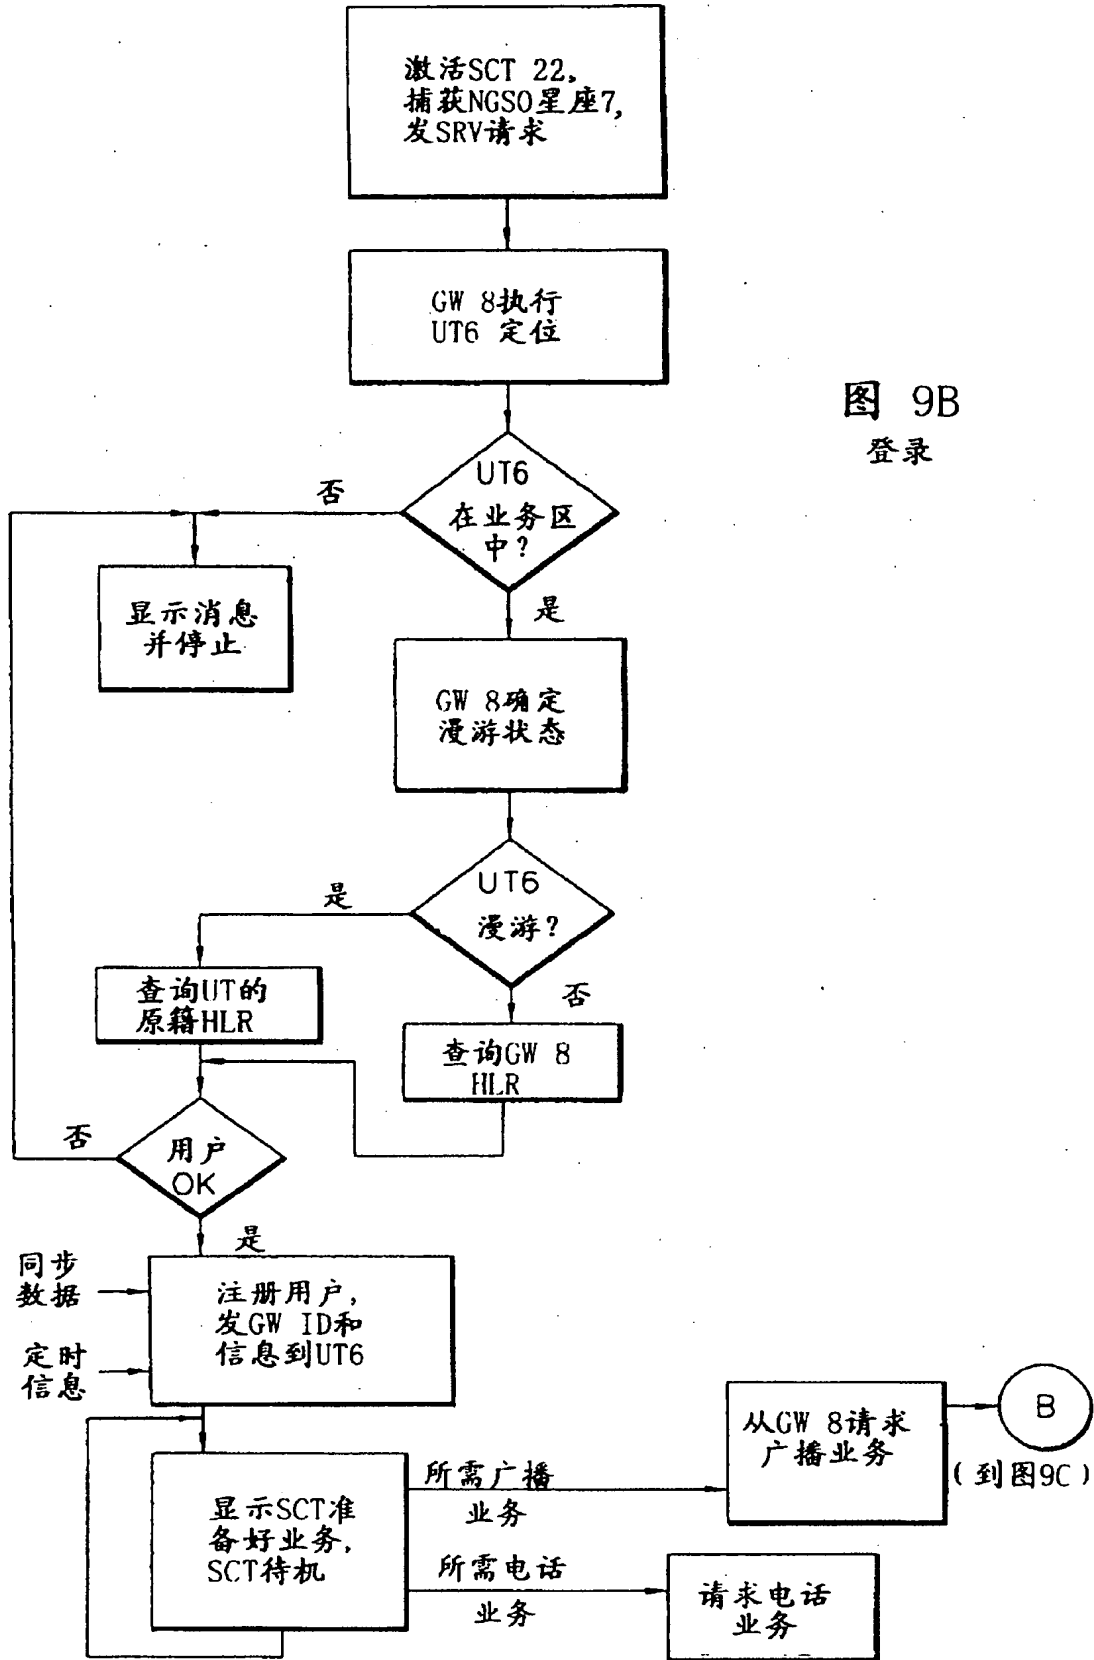 激活SCT 22,
捕获NGSO星座7,
发SRV请求
GW 8执行
UT6 定位
图 9B
登录
UT6
在业务区
中?
否
是
显示消息
并停止
GW 8确定
漫游状态
UT6
漫游?
是
否
查询UT的
原籍HLR
查询GW 8
HLR
用户
OK
否
是
同步
数据
定时
信息
注册用户,
发GW ID和
信息到UT6
从GW 8请求
广播业务
B
(到图9C)
显示SCT准
备好业务,
SCT待机
所需广播
业务
所需电话
业务
请求电话
业务